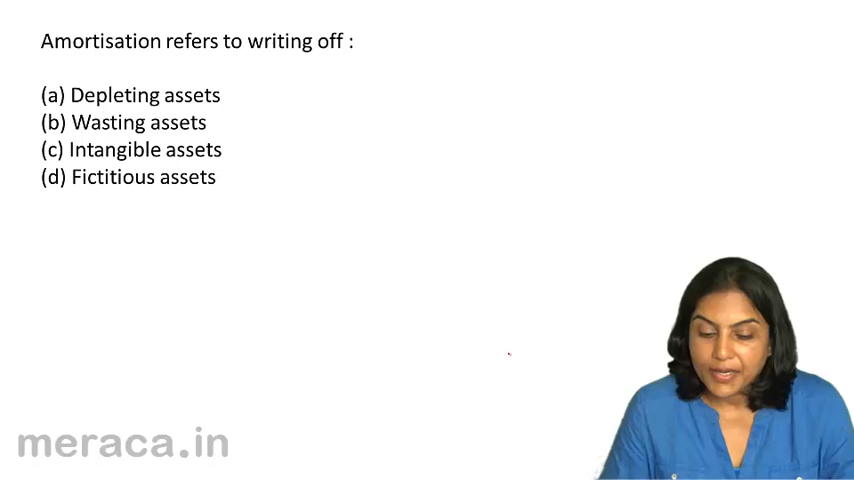 Amortisation refers to writing off :
(a) Depleting assets
(b) Wasting assets
(c) Intangible assets
(d) Fictitious assets
meraca.in